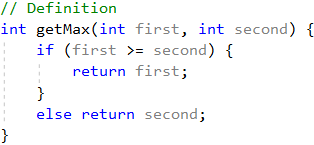 // Definition
int getMax(int first, int second) {
    if (first >= second) {
        return first;
    }
    else return second;
}